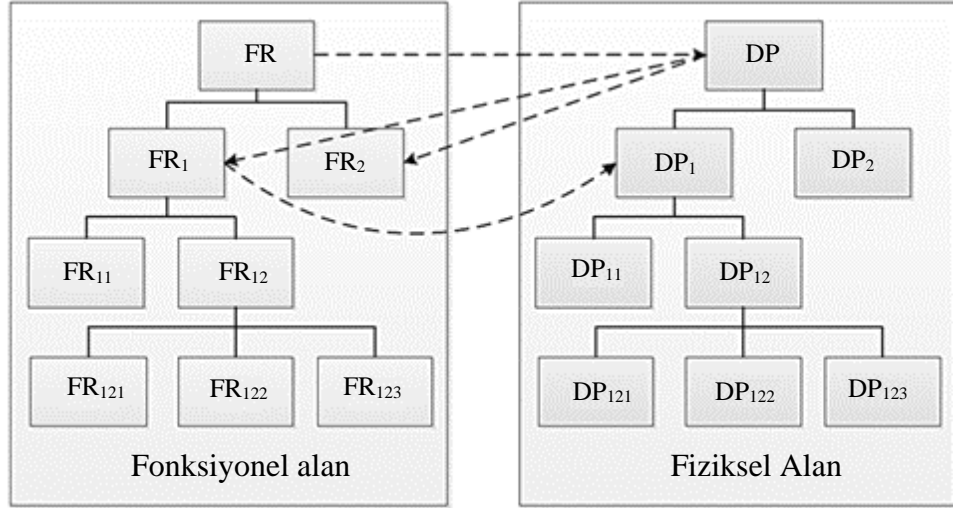 FR
DP
FR₁
FR₂
DP₁
DP₂
FR₁₁
FR₁₂
DP₁₁
DP₁₂
FR₁₂₁
FR₁₂₂
FR₁₂₃
DP₁₂₁
DP₁₂₂
DP₁₂₃
Fonksiyonel alan
Fiziksel Alan